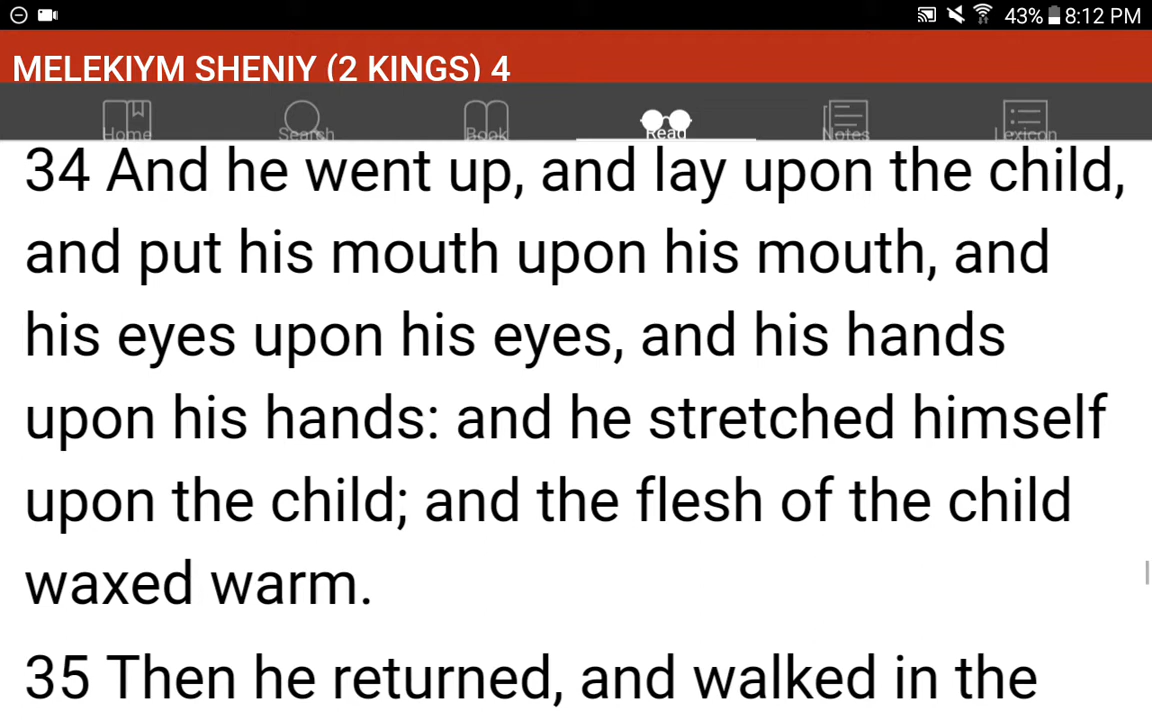 43% 8:12 PM
MELEKIYM SHENIY (2 KINGS) 4
Home Search Book Read Notes Lexicon
34 And he went up, and lay upon the child,
and put his mouth upon his mouth, and
his eyes upon his eyes, and his hands
upon his hands: and he stretched himself
upon the child; and the flesh of the child
waxed warm.
35 Then he returned, and walked in the